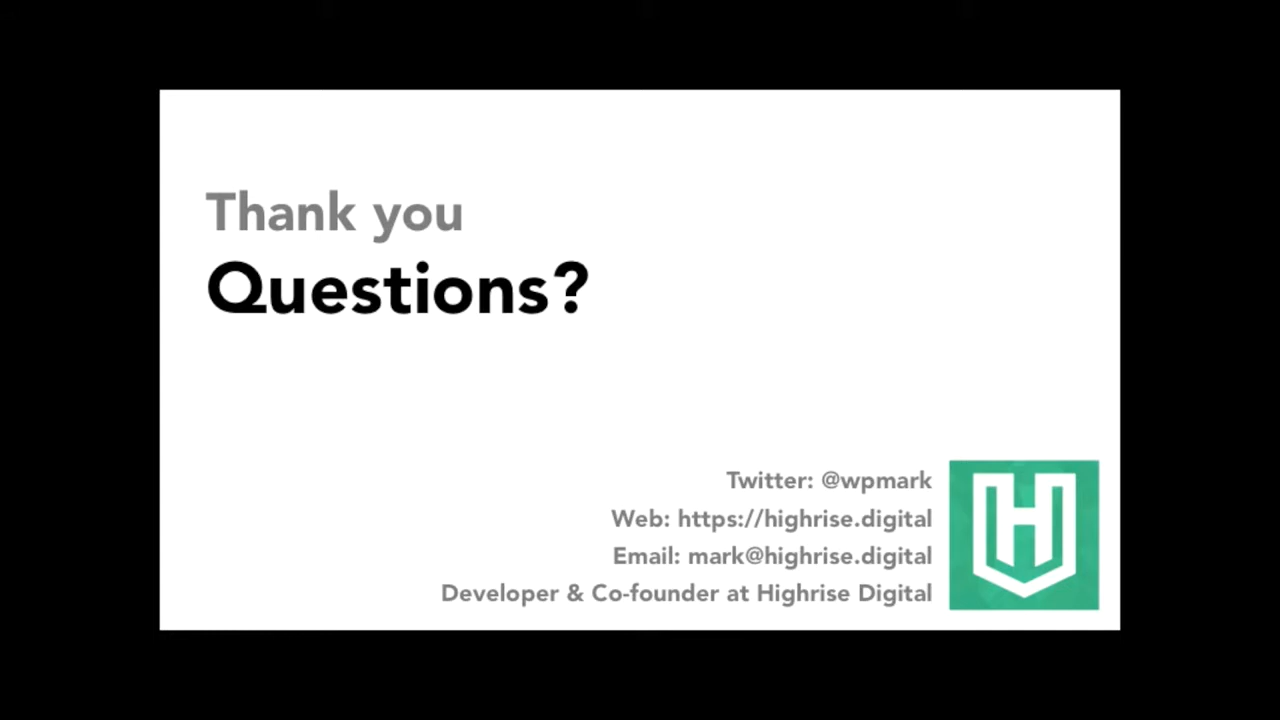 Thank you
Questions?
Twitter: @wpmark
Web: https://highrise.digital
Email: mark@highrise.digital
Developer & Co-founder at Highrise Digital
H